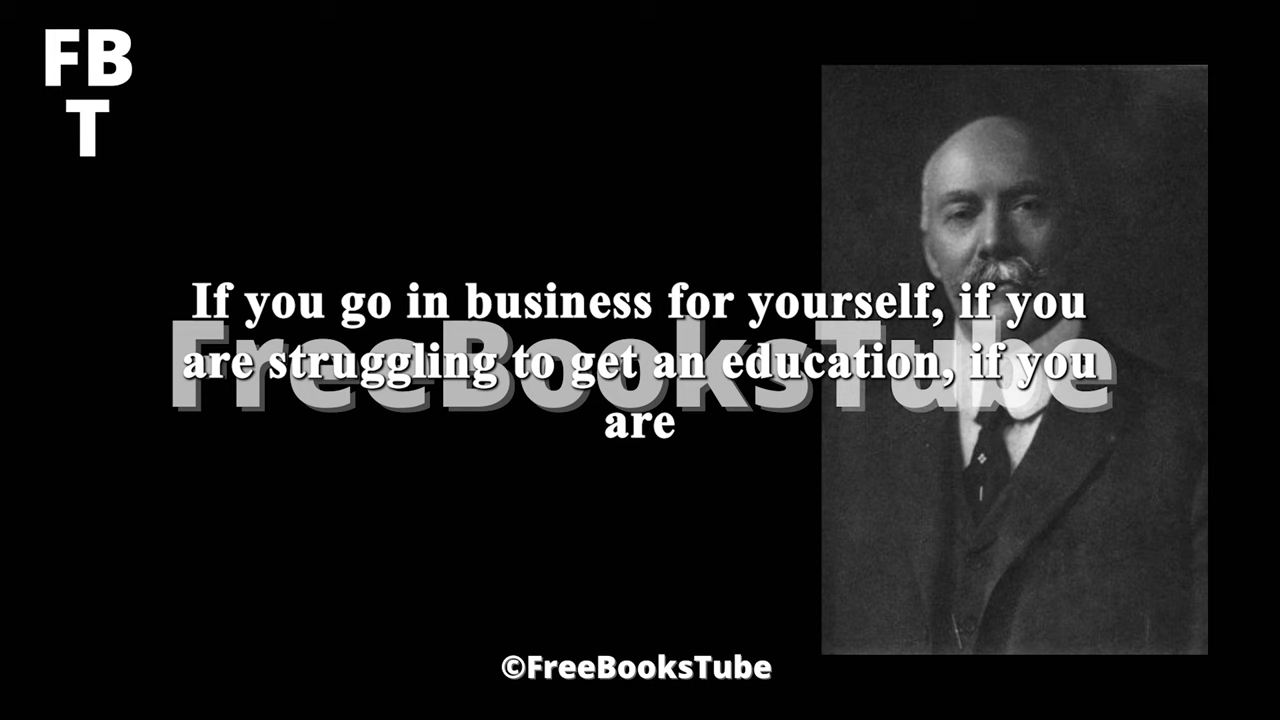 FB
T
If you go in business for yourself, if you
FreeBooksTube
are struggling to get an education, if you
are
©FreeBooksTube